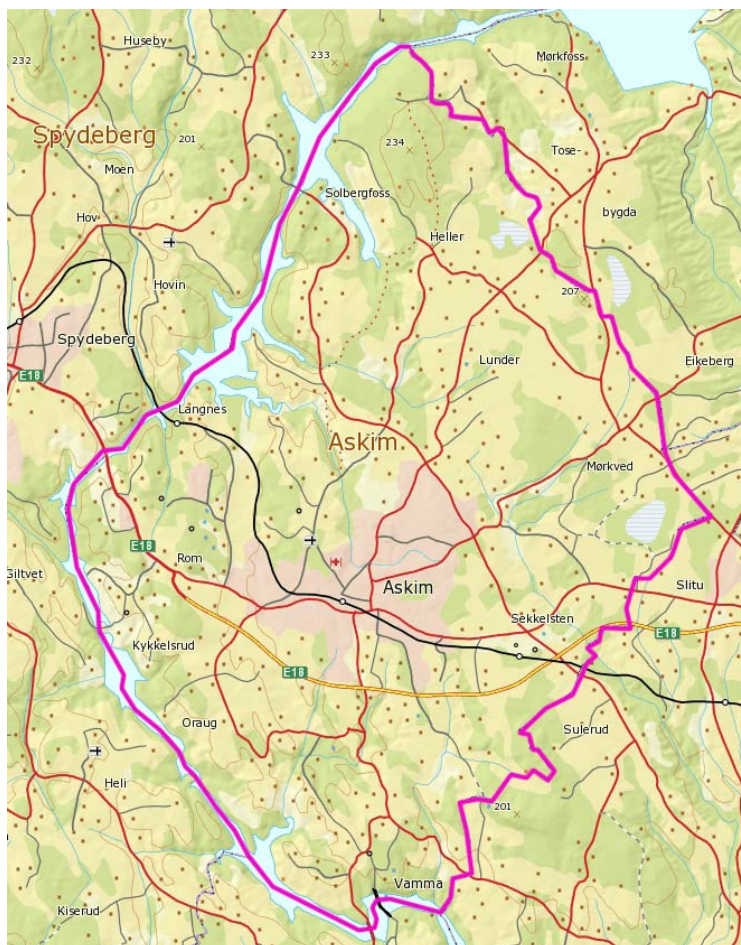 Huseby
233
232
Mørkfoss
Spydeberg
201
234
Tose-
Moen
Solbergfoss
Hov
bygda
Heller
Hovin
207
Spydeberg
Lunder
Eikeberg
E18
Langnes
Askim
Mørkved
E18
Rom
Giltvet
Askim
Slitu
Sekkelsten
E18
Kykkelsrud
E18
Oraug
Sulerud
Heli
201
Vamma
Kiserud